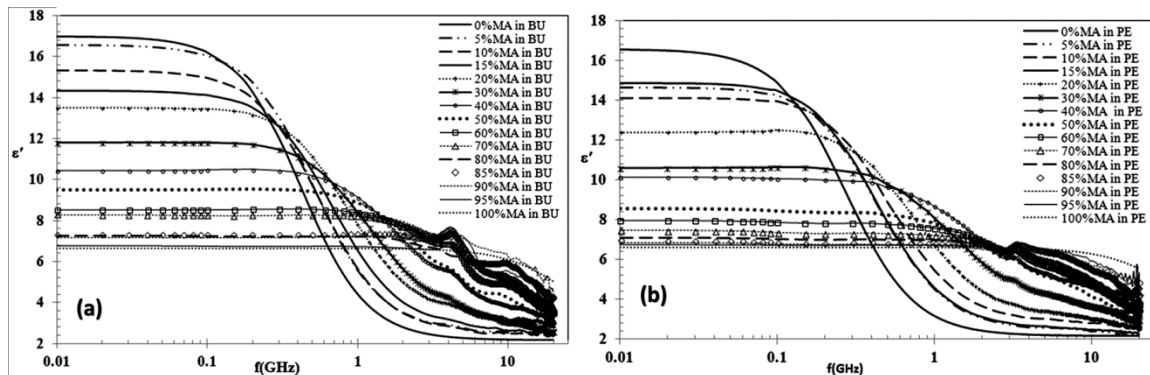 18
16
14
12
10
8
6
4
2
ε′
0.01
0.1
1
10
f(GHz)
(a)
0%MA in BU
5%MA in BU
10%MA in BU
15%MA in BU
20%MA in BU
30%MA in BU
40%MA in BU
50%MA in BU
60%MA in BU
70%MA in BU
80%MA in BU
85%MA in BU
90%MA in BU
95%MA in BU
100%MA in BU
18
16
14
12
10
8
6
4
2
ε′
0.01
0.1
1
10
f(GHz)
(b)
0%MA in PE
5%MA in PE
10%MA in PE
15%MA in PE
20%MA in PE
30%MA in PE
40%MA in PE
50%MA in PE
60%MA in PE
70%MA in PE
80%MA in PE
85%MA in PE
90%MA in PE
95%MA in PE
100%MA in PE